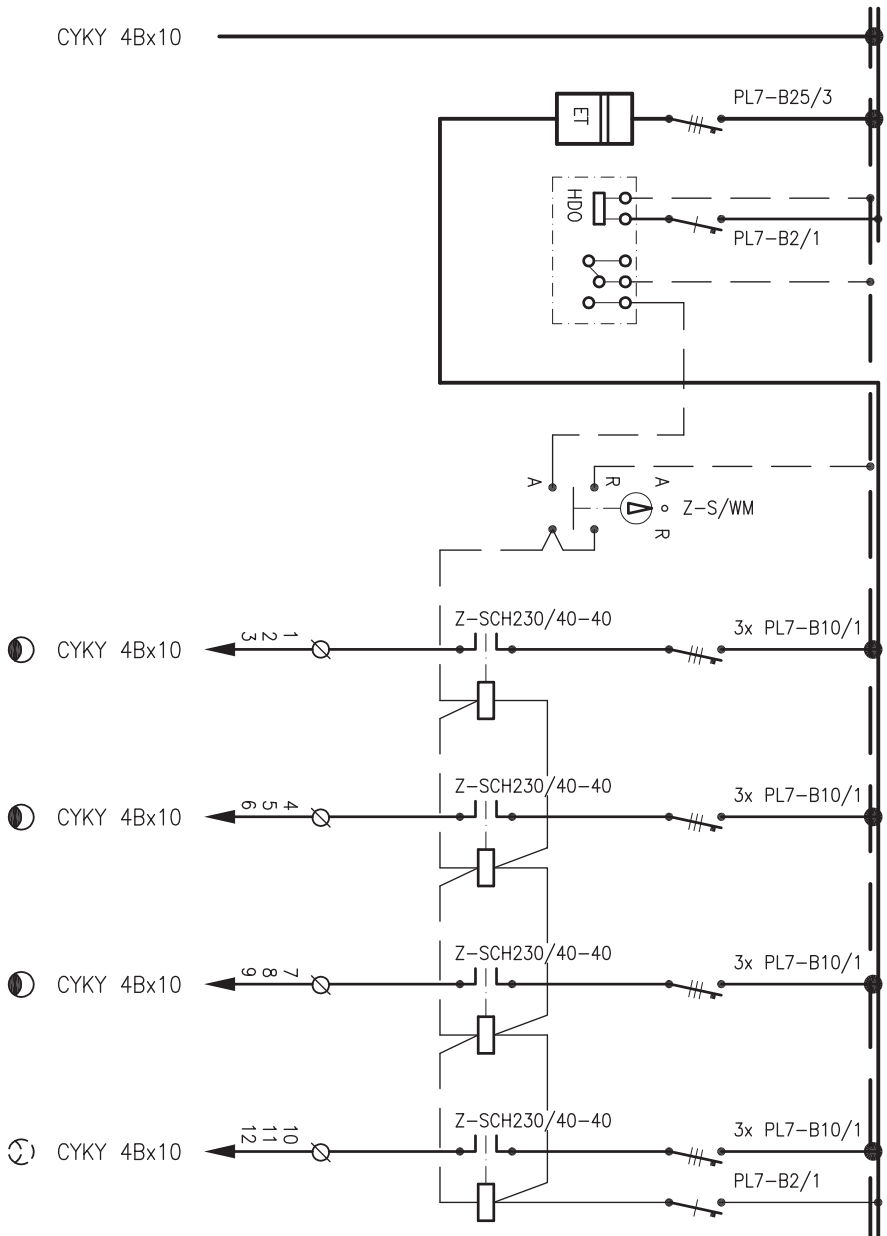 CYKY 4Bx10
PL7-B25/3
ET
HDO
PL7-B2/1
A
R
A
Z-S/WM
R
Z-SCH230/40-40
3x PL7-B10/1
CYKY 4Bx10
1
2
3
Z-SCH230/40-40
3x PL7-B10/1
CYKY 4Bx10
4
5
6
Z-SCH230/40-40
3x PL7-B10/1
CYKY 4Bx10
7
8
9
Z-SCH230/40-40
3x PL7-B10/1
CYKY 4Bx10
10
11
12
PL7-B2/1